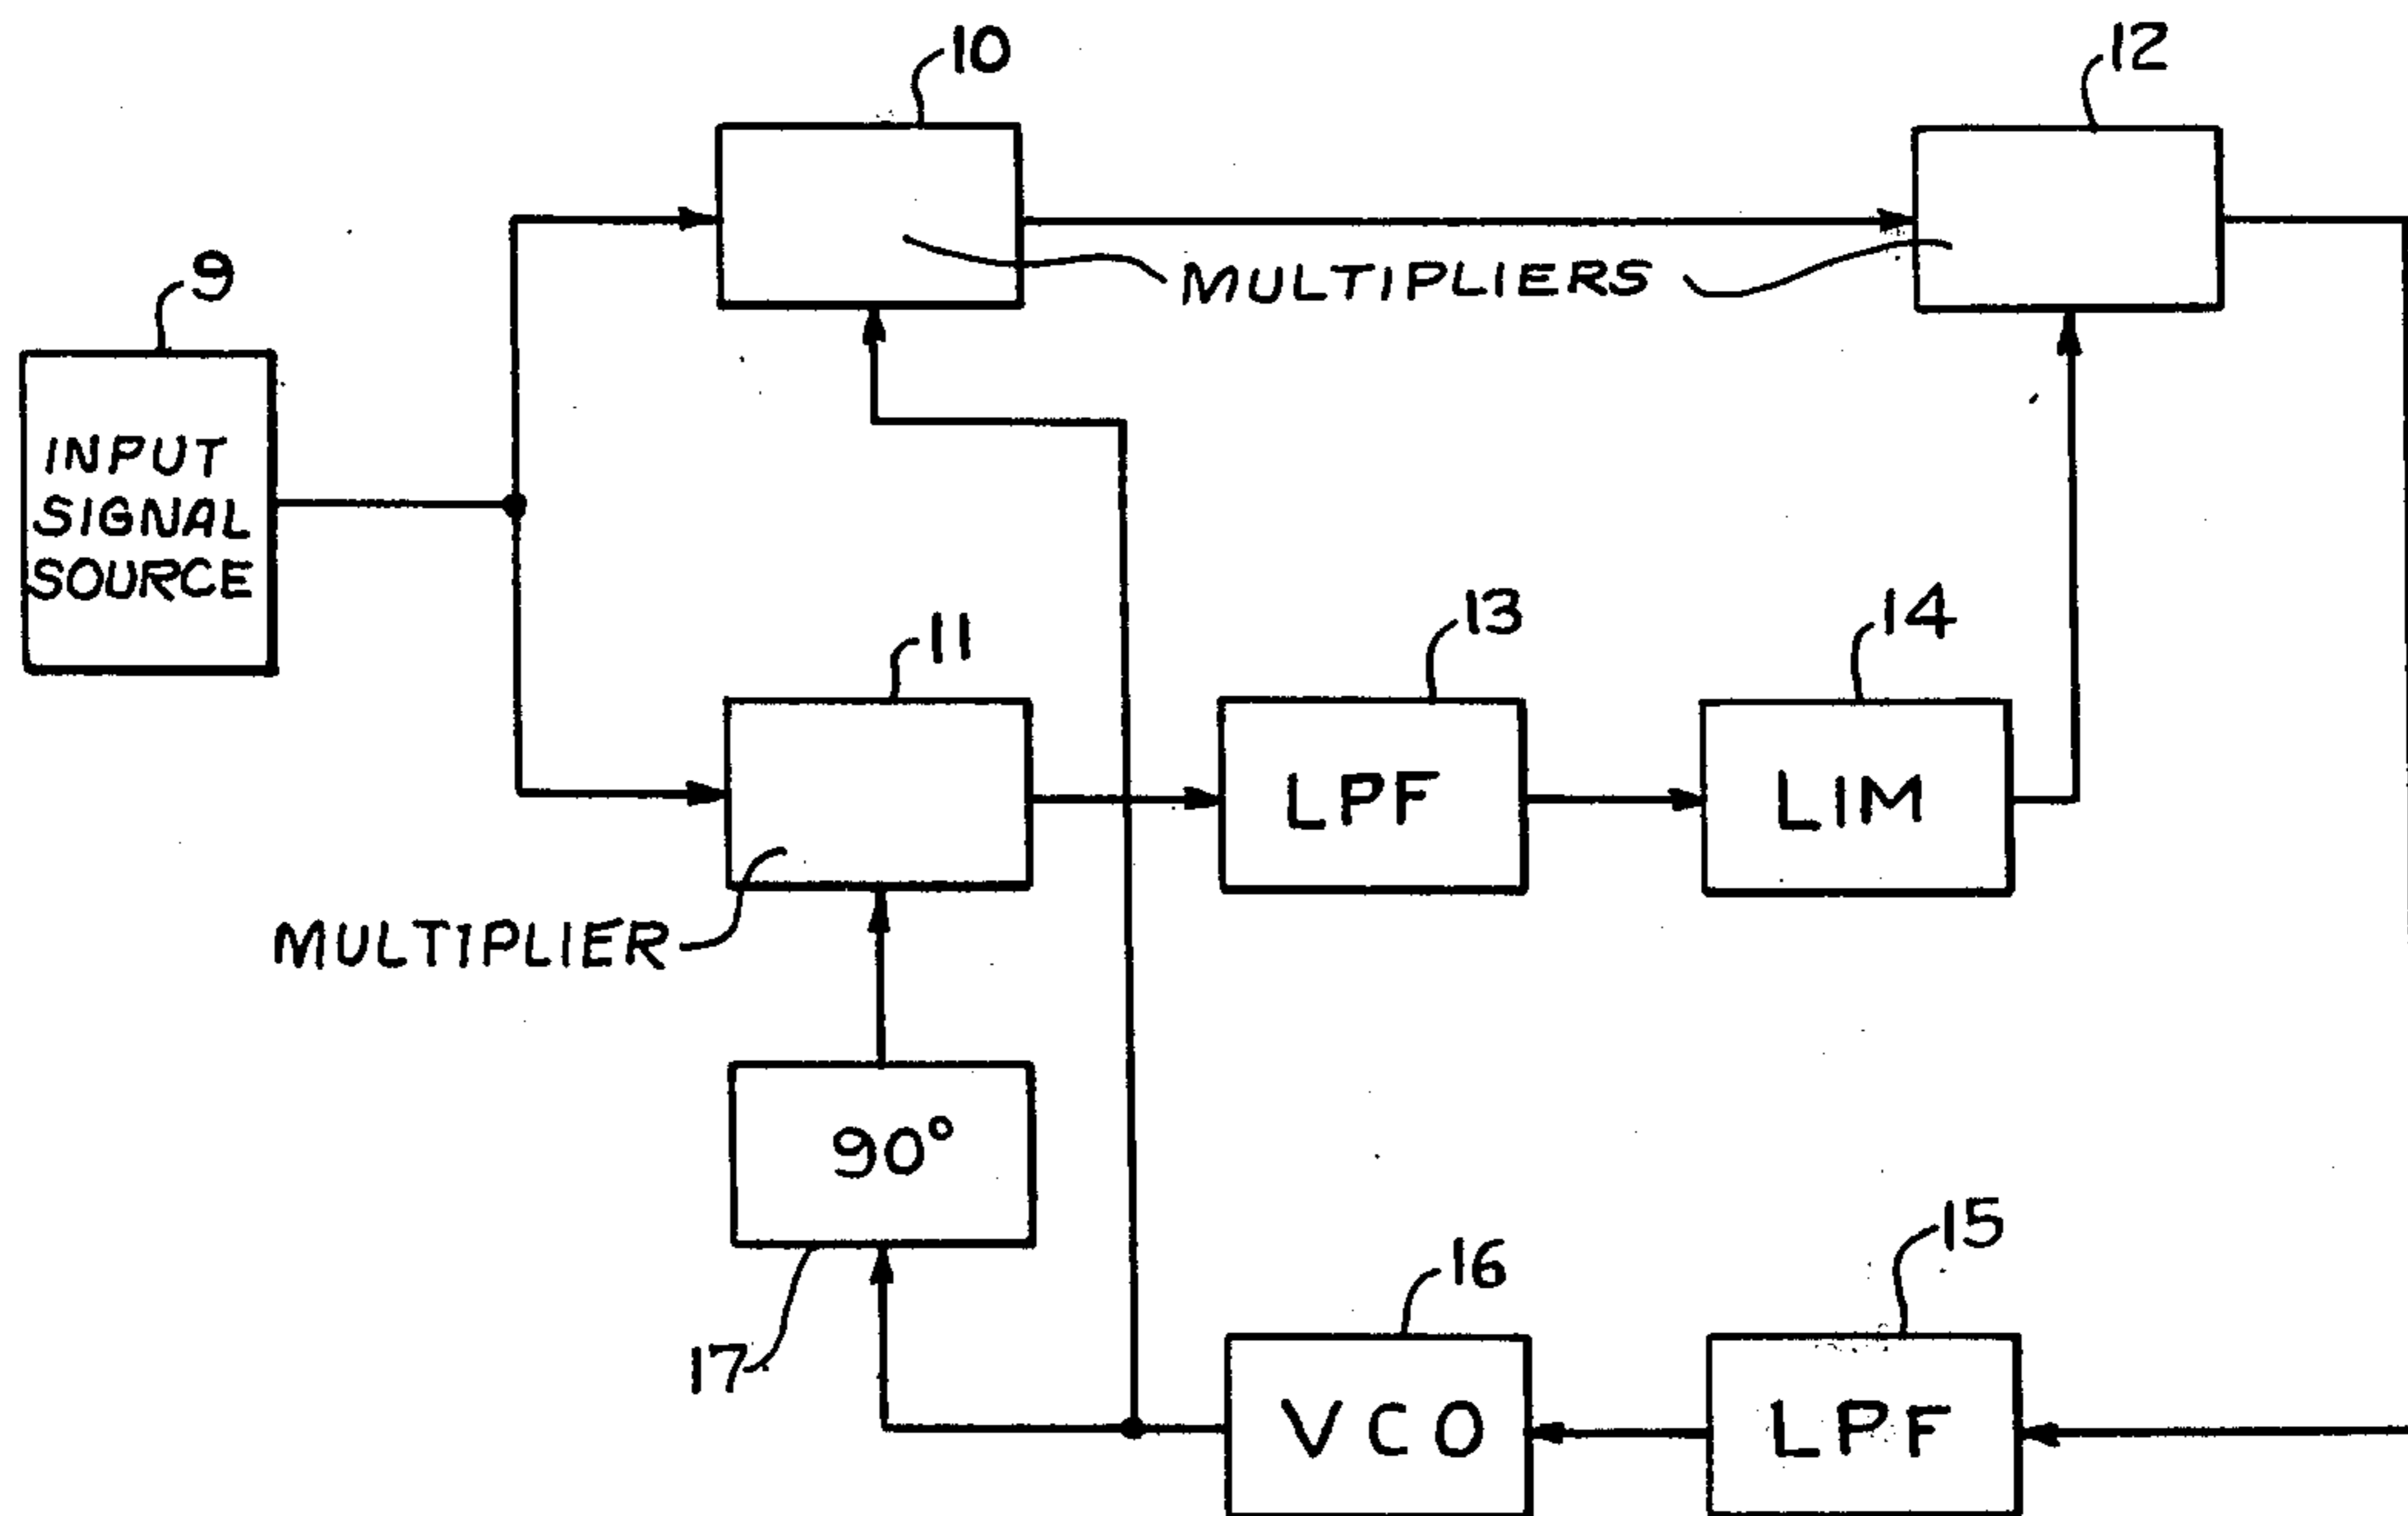 10
12
9
MULTIPLIERS
INPUT
SIGNAL
SOURCE
11
13
14
LPF
LIM
MULTIPLIER
90°
15
16
17
VCO
LPF